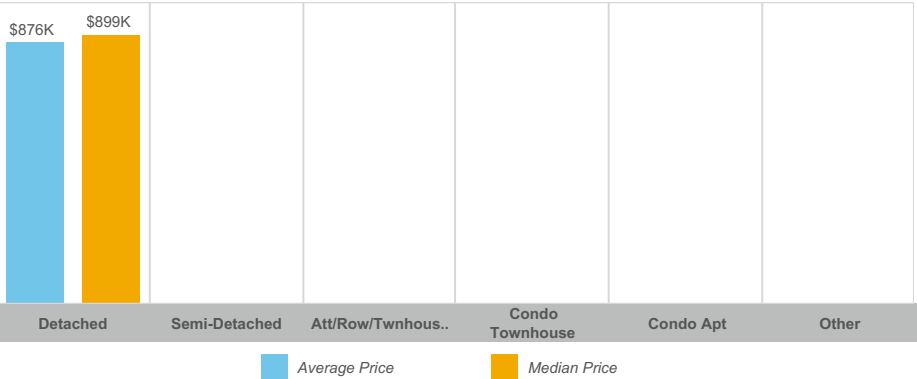 $876K
$899K
Detached
Semi-Detached
Att/Row/Twnhous..
Condo
Townhouse
Condo Apt
Other
Average Price
Median Price